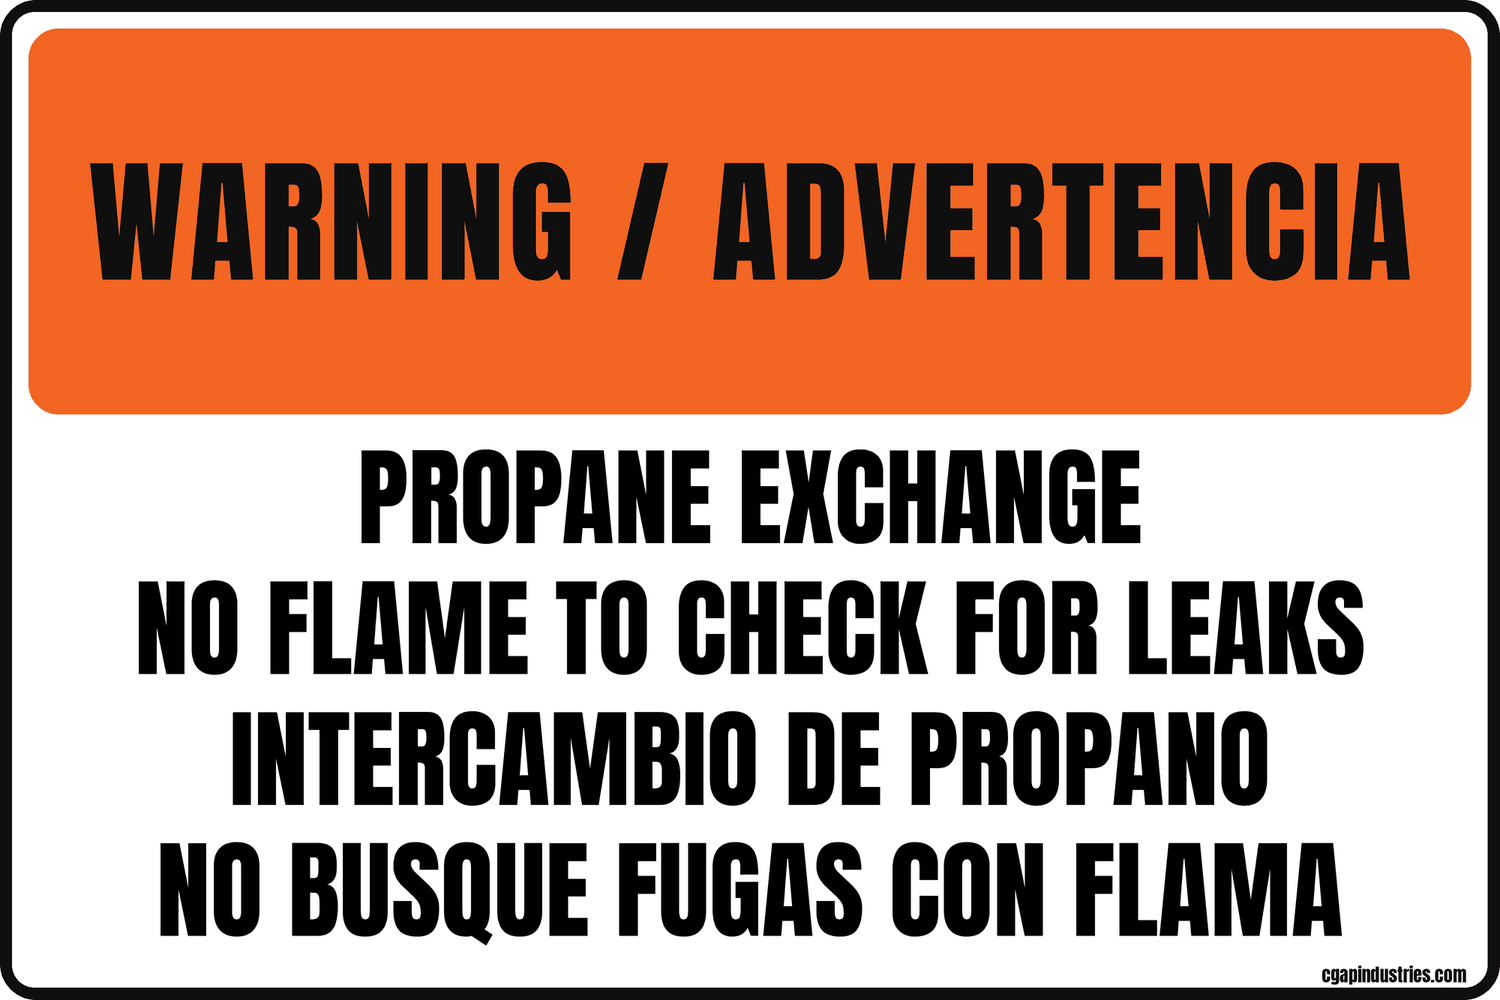 WARNING / ADVERTENCIA
PROPANE EXCHANGE
NO FLAME TO CHECK FOR LEAKS
INTERCAMBIO DE PROPANO
NO BUSQUE FUGAS CON FLAMA
cgapindustries.com